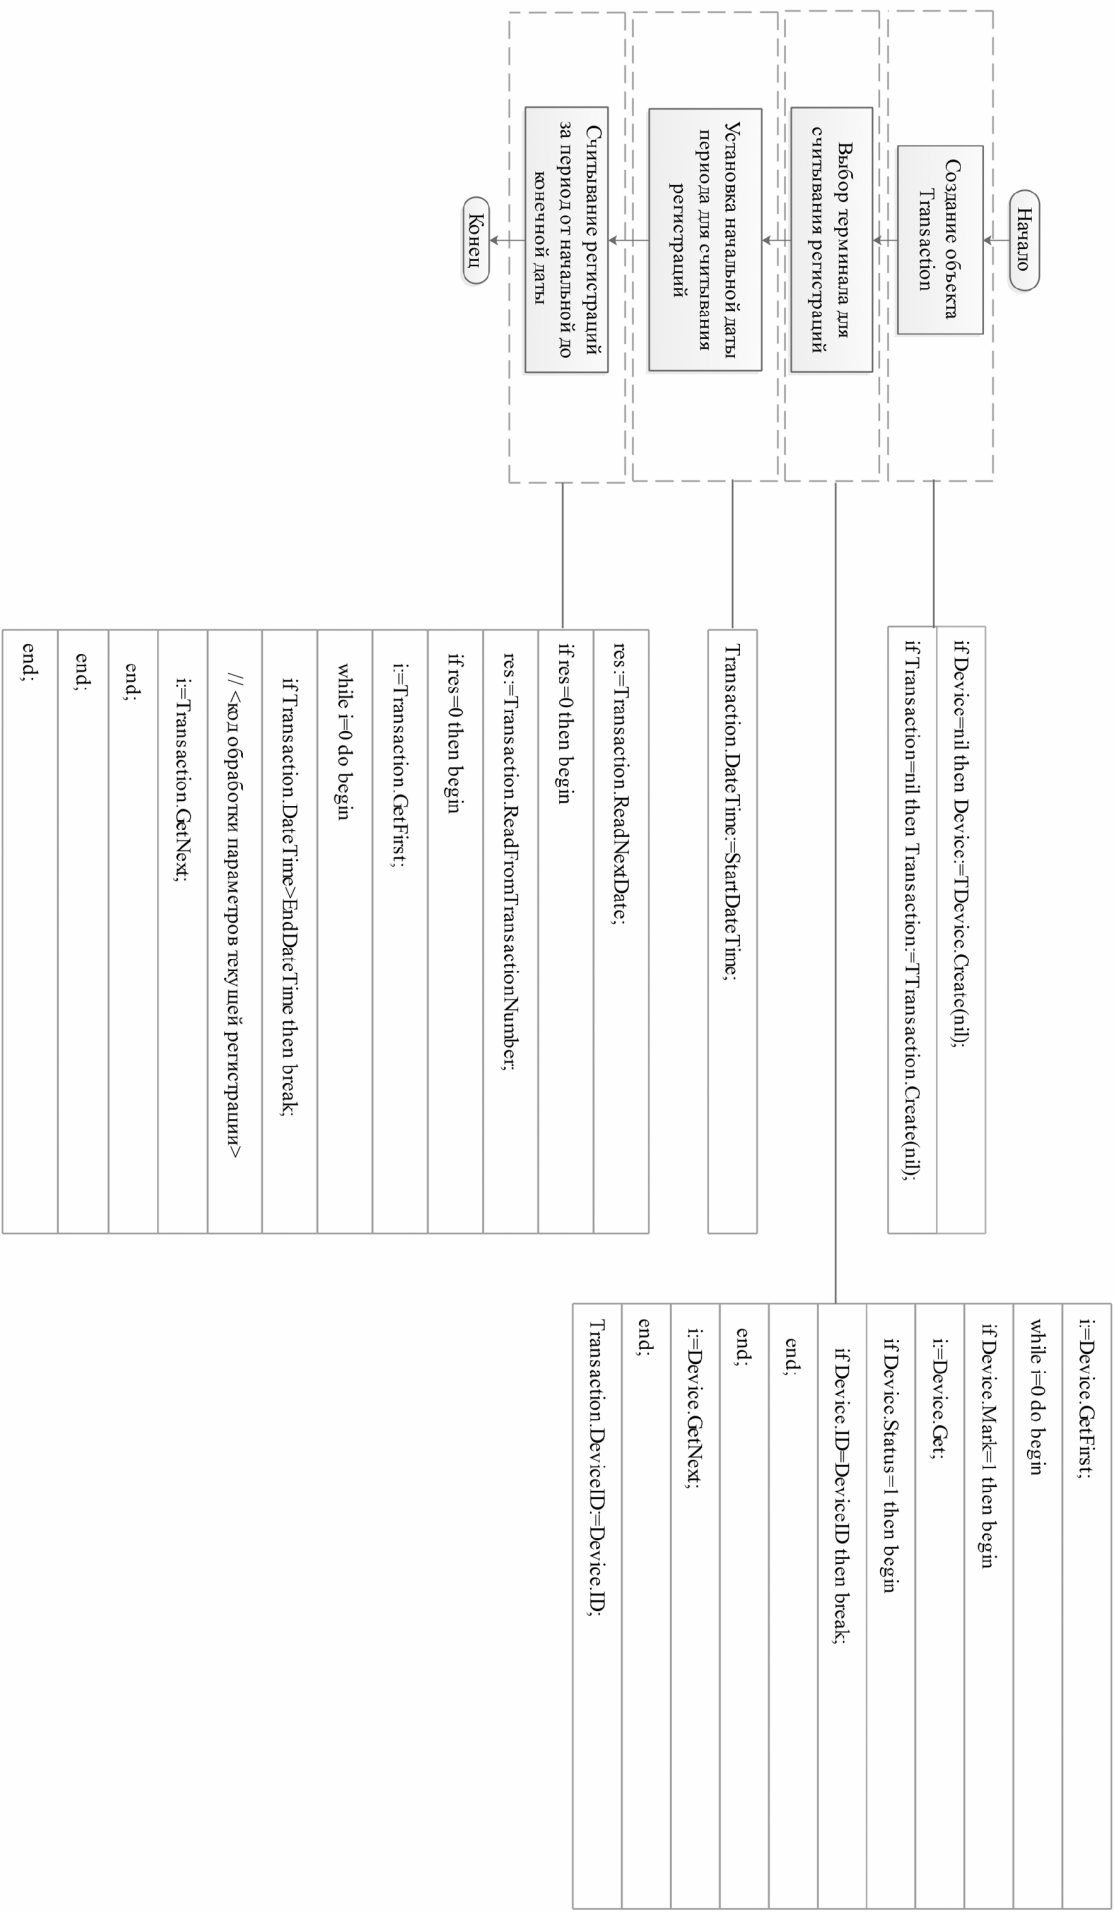 Начало
Создание объекта
Transaction
Выбор терминала для
считывания регистраций
Установка начальной даты
периода для считывания
регистраций
Считывание регистраций
за период от начальной до
конечной даты
Конец
if Device=nil then Device:=TDevice.Create(nil);
if Transaction=nil then Transaction:=TTransaction.Create(nil);
Transaction.DateTime:=StartDateTime;
res:=Transaction.ReadNextDate;
if res=0 then begin
res:=Transaction.ReadFromTransactionNumber;
if res=0 then begin
i:=Transaction.GetFirst;
while i=0 do begin
if Transaction.DateTime>EndDateTime then break;
// <код обработки параметров текущей регистрации>
i:=Transaction.GetNext;
end;
end;
end;
i:=Device.GetFirst;
while i=0 do begin
if Device.Mark=1 then begin
i:=Device.Get;
if Device.Status=1 then begin
if Device.ID=DeviceID then break;
end;
end;
i:=Device.GetNext;
end;
Transaction.DeviceID:=Device.ID;